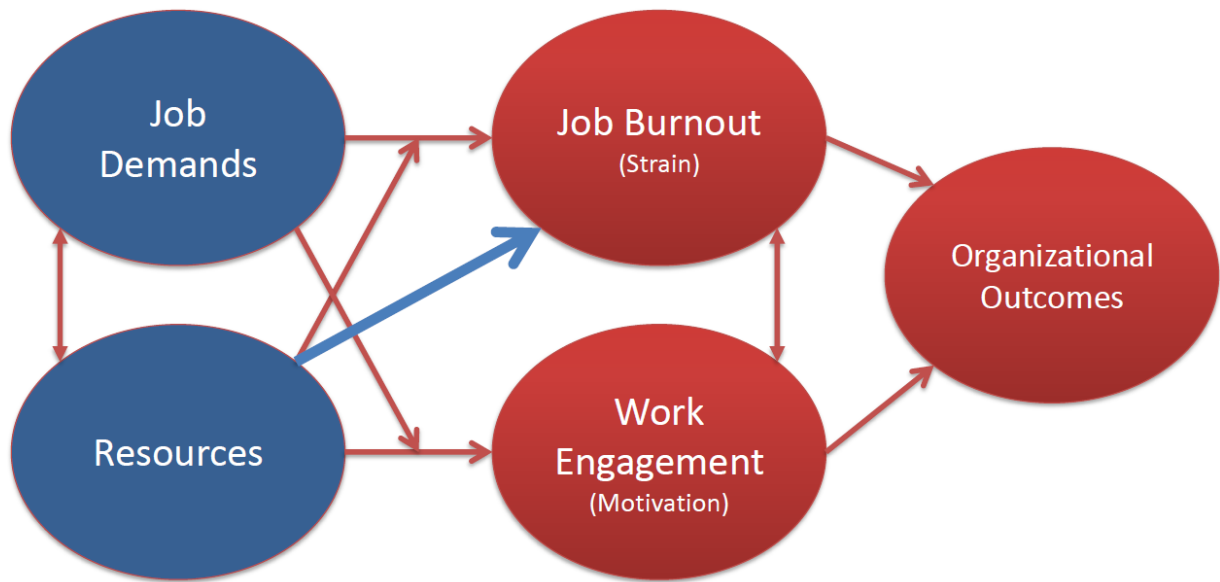 Job
Demands
Job Burnout
(Strain)
Organizational
Outcomes
Resources
Work
Engagement
(Motivation)